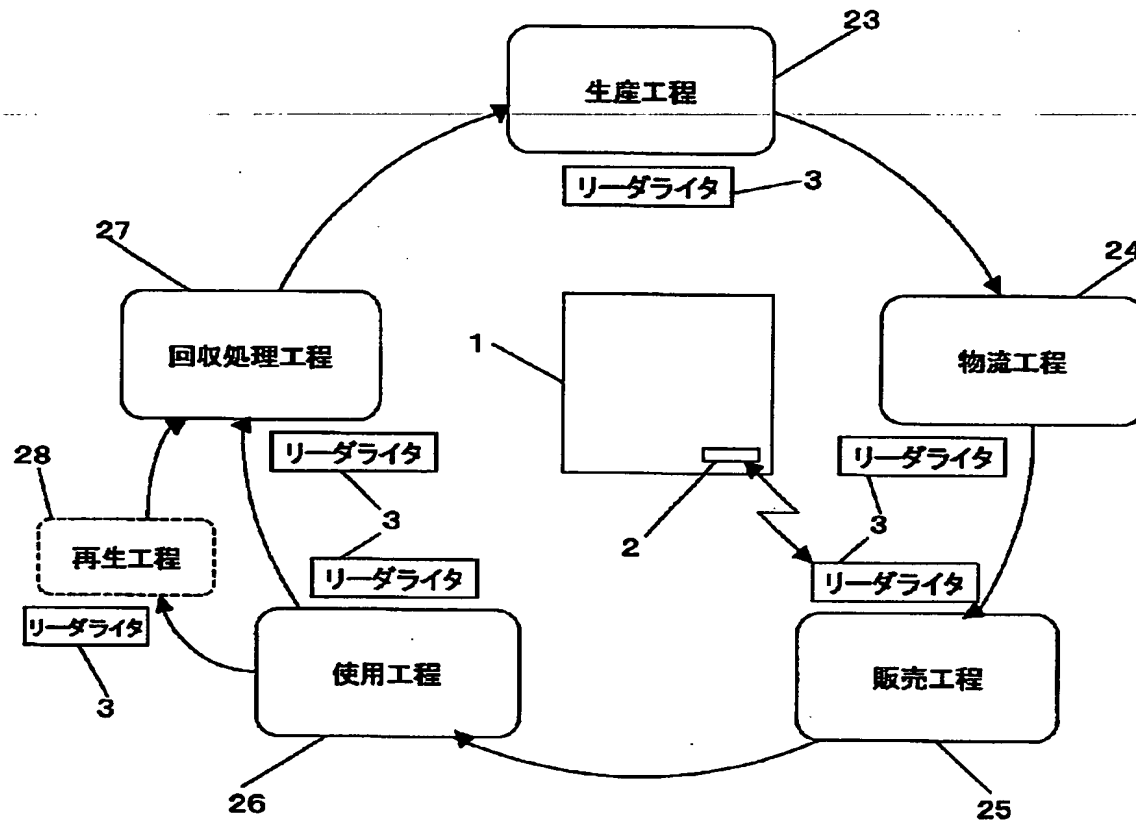 23
生産工程
リーダライタ 3
27
24
回収処理工程
1
物流工程
リーダライタ
リーダライタ
28
3
3
再生工程
2
3
リーダライタ
リーダライタ
リーダライタ
使用工程
販売工程
3
26
25